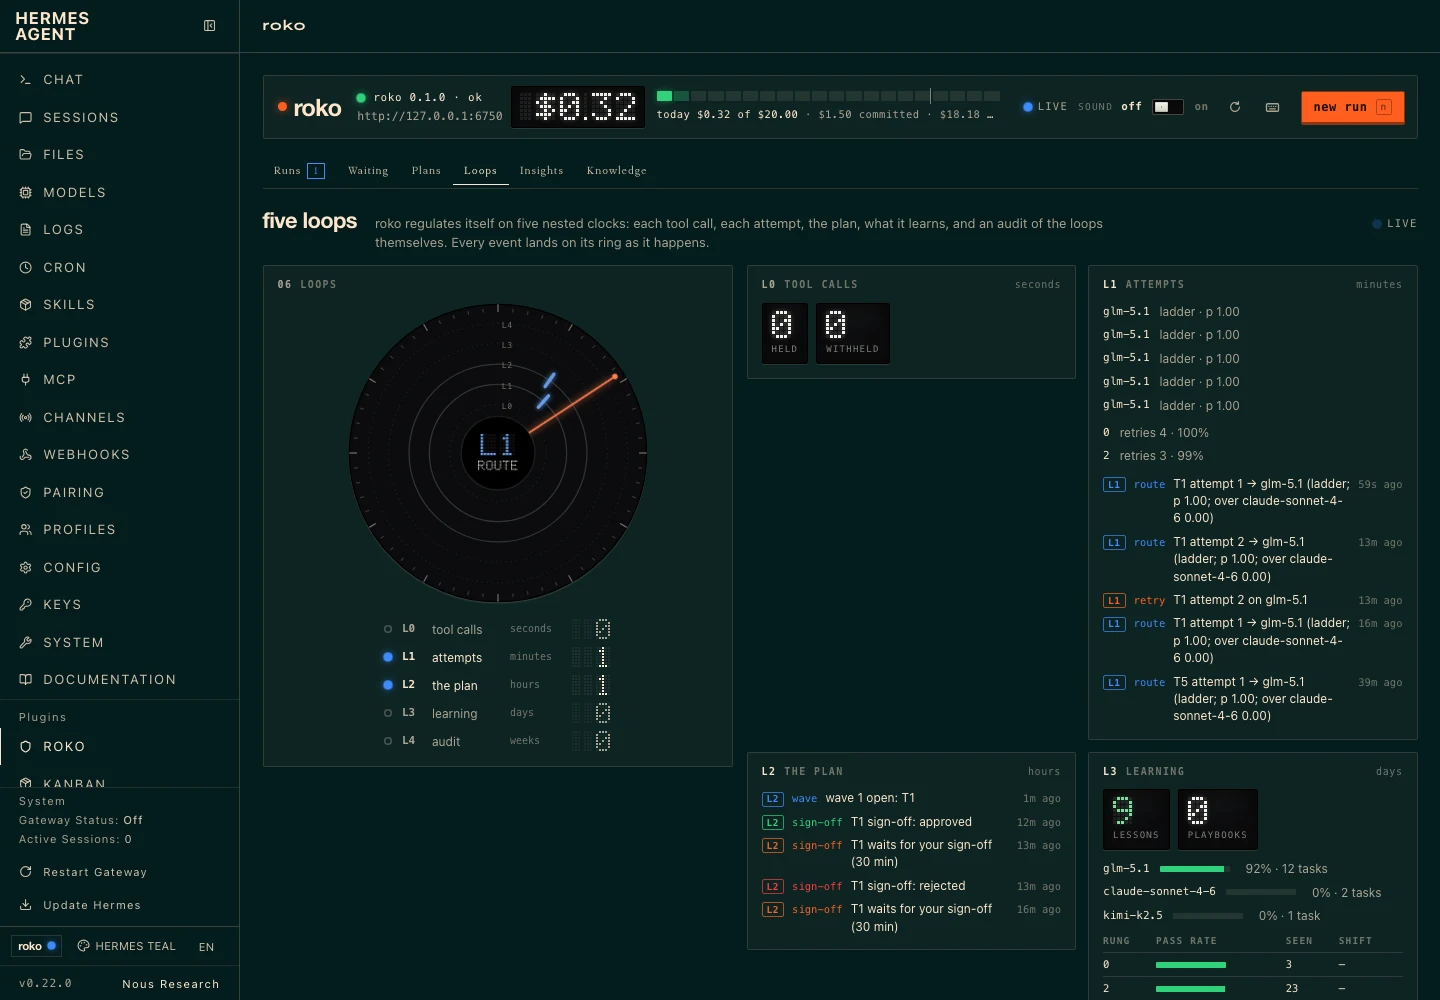 HERMES
AGENT
CHAT
SESSIONS
FILES
MODELS
LOGS
CRON
SKILLS
PLUGINS
MCP
CHANNELS
WEBHOOKS
PAIRING
PROFILES
CONFIG
KEYS
SYSTEM
DOCUMENTATION
Plugins
ROKO
KANBAN
System
Gateway Status: Off
Active Sessions: 0
Restart Gateway
Update Hermes
roko HERMES TEAL EN
v0.22.0 Nous Research
roko
roko
roko 0.1.0 · ok
http://127.0.0.1:6750
$0.32
today $0.32 of $20.00 · $1.50 committed · $18.18 …
LIVE SOUND off on
new run n
Runs 1 Waiting Plans Loops Insights Knowledge
five loops
roko regulates itself on five nested clocks: each tool call, each attempt, the plan, what it learns, and an audit of the loops
themselves. Every event lands on its ring as it happens.
LIVE
06 LOOPS
L4
L3
L2
L1
L0
L1
ROUTE
L0 tool calls seconds 0
L1 attempts minutes 1
L2 the plan hours 1
L3 learning days 0
L4 audit weeks 0
L0 TOOL CALLS seconds
0 0
HELD WITHHELD
L1 ATTEMPTS minutes
glm-5.1 ladder · p 1.00
glm-5.1 ladder · p 1.00
glm-5.1 ladder · p 1.00
glm-5.1 ladder · p 1.00
glm-5.1 ladder · p 1.00
0 retries 4 · 100%
2 retries 3 · 99%
L1 route T1 attempt 1 → glm-5.1 (ladder; 59s ago
p 1.00; over claude-sonnet-4-
6 0.00)
L1 route T1 attempt 2 → glm-5.1 13m ago
(ladder; p 1.00; over claude-
sonnet-4-6 0.00)
L1 retry T1 attempt 2 on glm-5.1 13m ago
L1 route T1 attempt 1 → glm-5.1 (ladder; 16m ago
p 1.00; over claude-sonnet-4-
6 0.00)
L1 route T5 attempt 1 → glm-5.1 39m ago
(ladder; p 1.00; over claude-
sonnet-4-6 0.00)
L2 THE PLAN hours
L2 wave wave 1 open: T1 1m ago
L2 sign-off T1 sign-off: approved 12m ago
L2 sign-off T1 waits for your sign-off 13m ago
(30 min)
L2 sign-off T1 sign-off: rejected 13m ago
L2 sign-off T1 waits for your sign-off 16m ago
(30 min)
L3 LEARNING days
9 0
LESSONS PLAYBOOKS
glm-5.1 92% · 12 tasks
claude-sonnet-4-6 0% · 2 tasks
kimi-k2.5 0% · 1 task
RUNG PASS RATE SEEN SHIFT
0 3 —
2 23 —